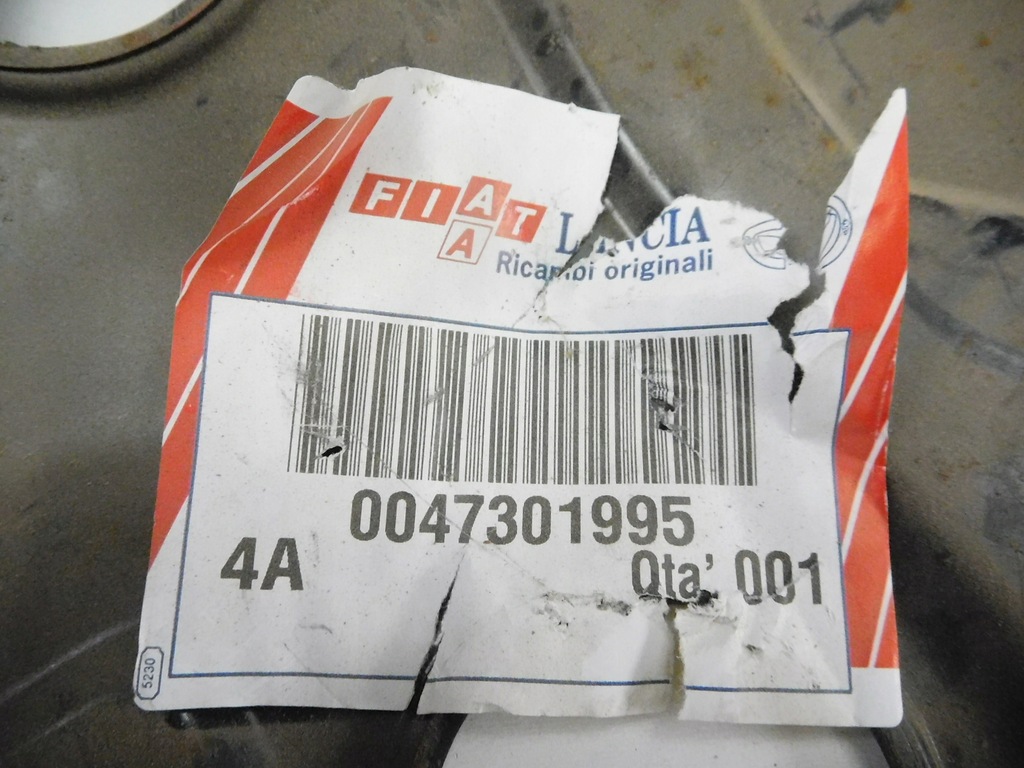 FIAT
A
Ricambi originali
0047301995
4A
Qta' 001
5230